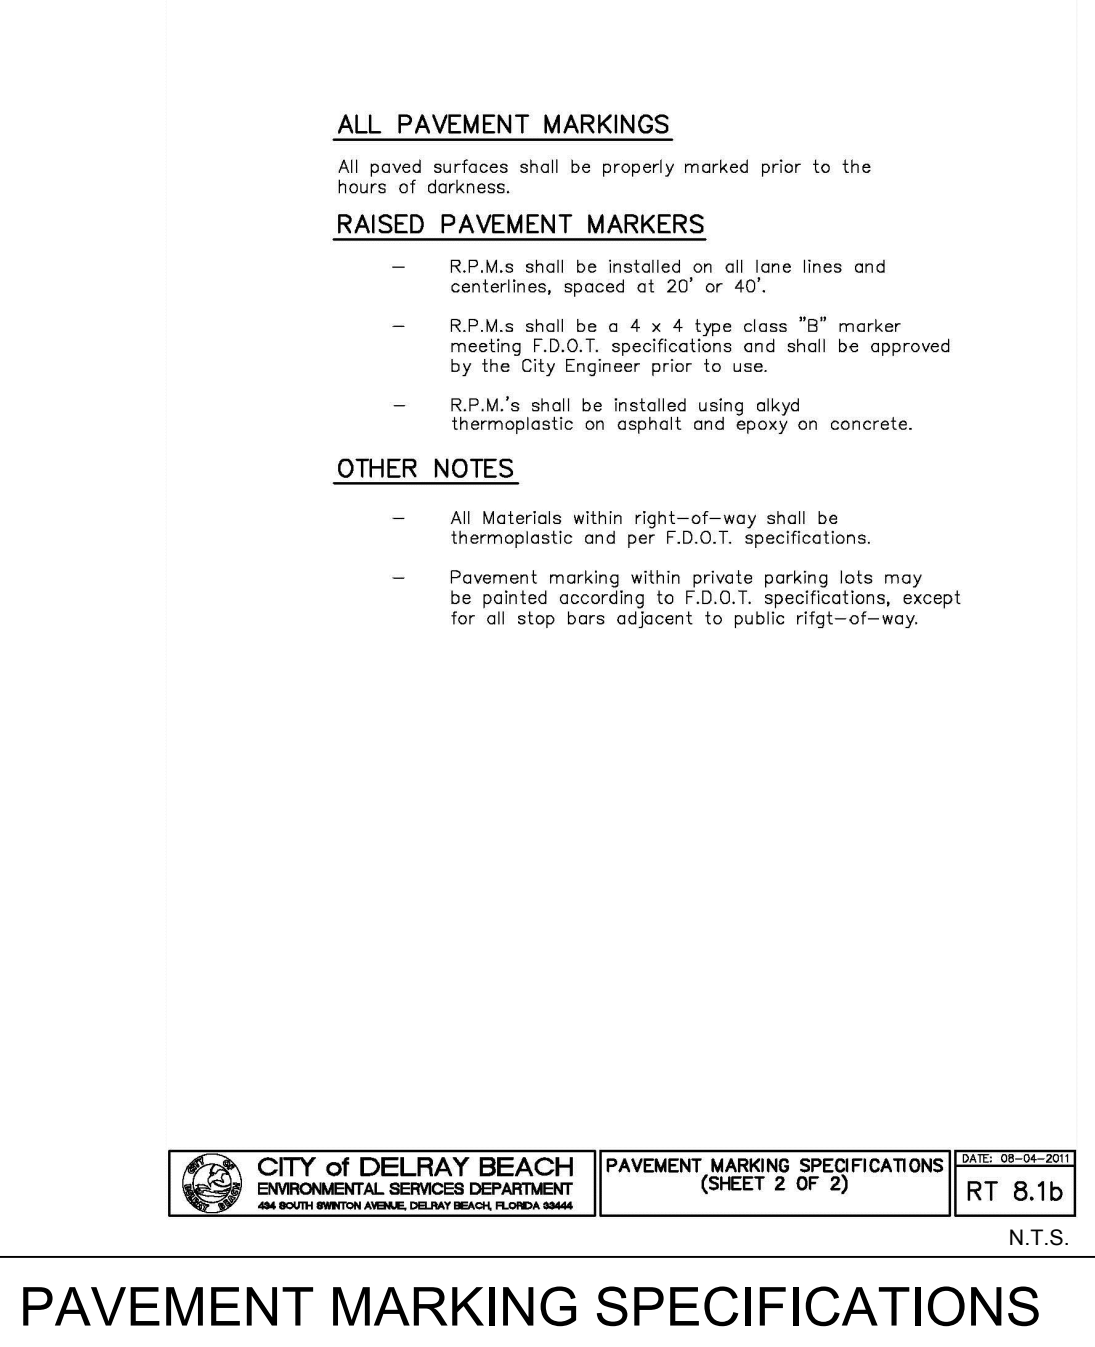 ALL PAVEMENT MARKINGS
All paved surfaces shall be properly marked prior to the
hours of darkness.
RAISED PAVEMENT MARKERS
– R.P.M.s shall be installed on all lane lines and
centerlines, spaced at 20' or 40'.
– R.P.M.s shall be a 4 x 4 type class "B" marker
meeting F.D.O.T. specifications and shall be approved
by the City Engineer prior to use.
– R.P.M.'s shall be installed using alkyd
thermoplastic on asphalt and epoxy on concrete.
OTHER NOTES
– All Materials within right–of–way shall be
thermoplastic and per F.D.O.T. specifications.
– Pavement marking within private parking lots may
be painted according to F.D.O.T. specifications, except
for all stop bars adjacent to public rifgt–of–way.
CITY OF
DELRAY BEACH
CITY of DELRAY BEACH
ENVIRONMENTAL SERVICES DEPARTMENT
434 SOUTH SWINTON AVENUE, DELRAY BEACH, FLORIDA 33444
PAVEMENT MARKING SPECIFICATIONS
(SHEET 2 OF 2)
DATE: 08–04–2011
RT 8.1b
N.T.S.
PAVEMENT MARKING SPECIFICATIONS